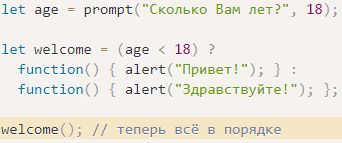 let age = prompt("Сколько Вам лет?", 18);
let welcome = (age < 18) ?
function() { alert("Привет!"); } :
function() { alert("Здравствуйте!"); };
welcome(); // теперь всё в порядке